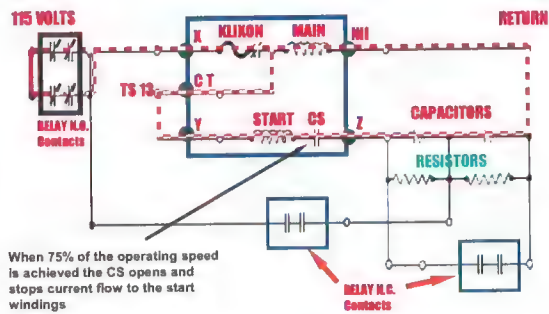 115 VOLTS
RETURN
X
KLIXON
MAIN
MII
TS 13
C T
Y
START
CS
Z
CAPACITORS
RESISTORS
RELAY N.O.
Contacts
When 75% of the operating speed
is achieved the CS opens and
stops current flow to the start
windings
RELAY N.C.
Contacts